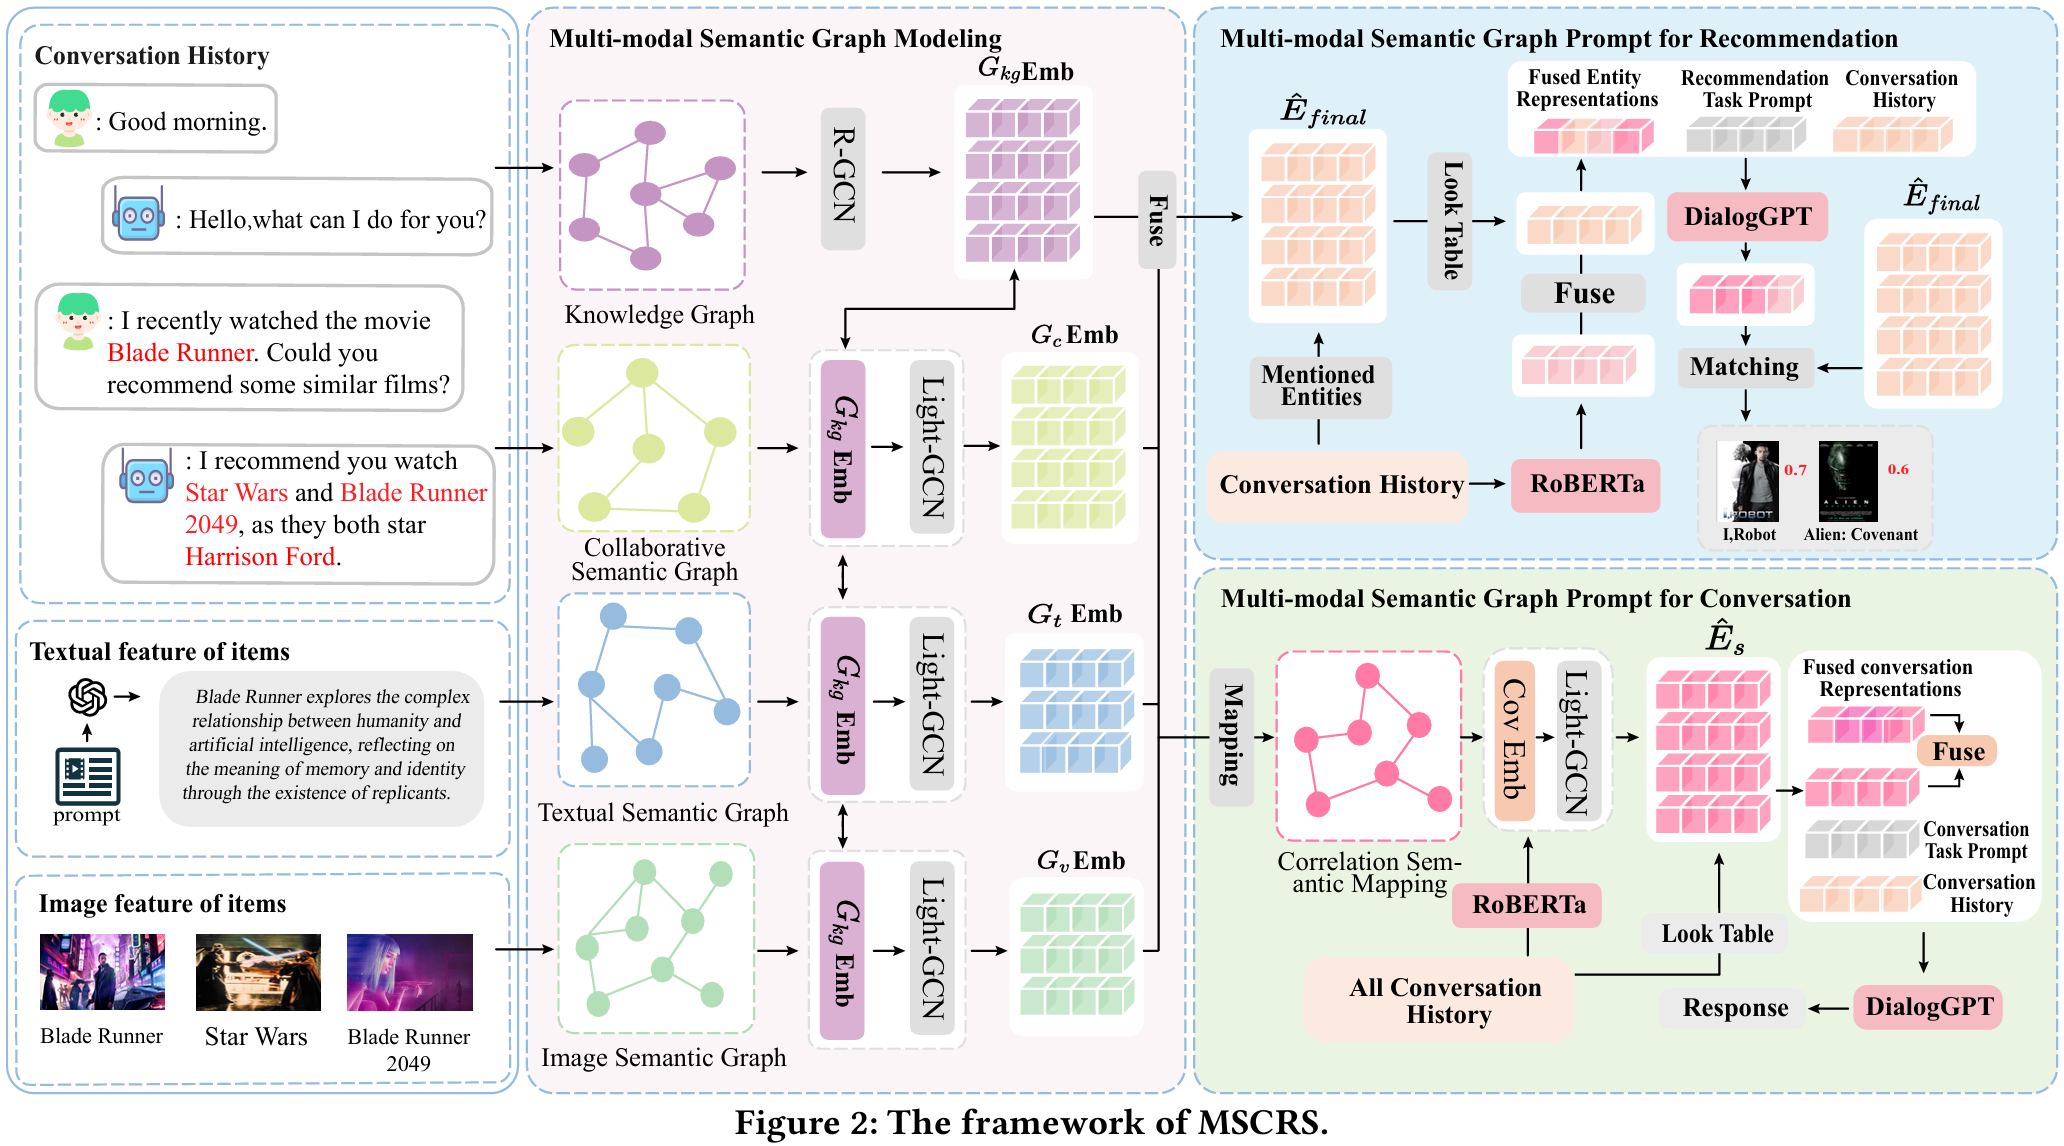 Conversation History
: Good morning.
: Hello,what can I do for you?
: I recently watched the movie
Blade Runner. Could you
recommend some similar films?
: I recommend you watch
Star Wars and Blade Runner
2049, as they both star
Harrison Ford.
Textual feature of items
prompt
Blade Runner explores the complex
relationship between humanity and
artificial intelligence, reflecting on
the meaning of memory and identity
through the existence of replicants.
Image feature of items
Blade Runner
Star Wars
Blade Runner
2049
Multi-modal Semantic Graph Modeling
Knowledge Graph
R-GCN
G_kg Emb
Fuse
Collaborative
Semantic Graph
G_kg Emb
Light-GCN
G_c Emb
Textual Semantic Graph
G_kg Emb
Light-GCN
G_t Emb
Image Semantic Graph
G_kg Emb
Light-GCN
G_v Emb
Multi-modal Semantic Graph Prompt for Recommendation
Ê_final
Mentioned
Entities
Conversation History
Look Table
RoBERTa
Fuse
Fused Entity
Representations
Recommendation
Task Prompt
Conversation
History
DialogGPT
Ê_final
Matching
I,ROBOT
0.7
ALIEN
0.6
I,Robot
Alien: Covenant
Multi-modal Semantic Graph Prompt for Conversation
Mapping
Correlation Sem-
antic Mapping
Cov Emb
Light-GCN
RoBERTa
All Conversation
History
Ê_s
Look Table
Fused conversation
Representations
Fuse
Conversation
Task Prompt
Conversation
History
DialogGPT
Response
Figure 2: The framework of MSCRS.